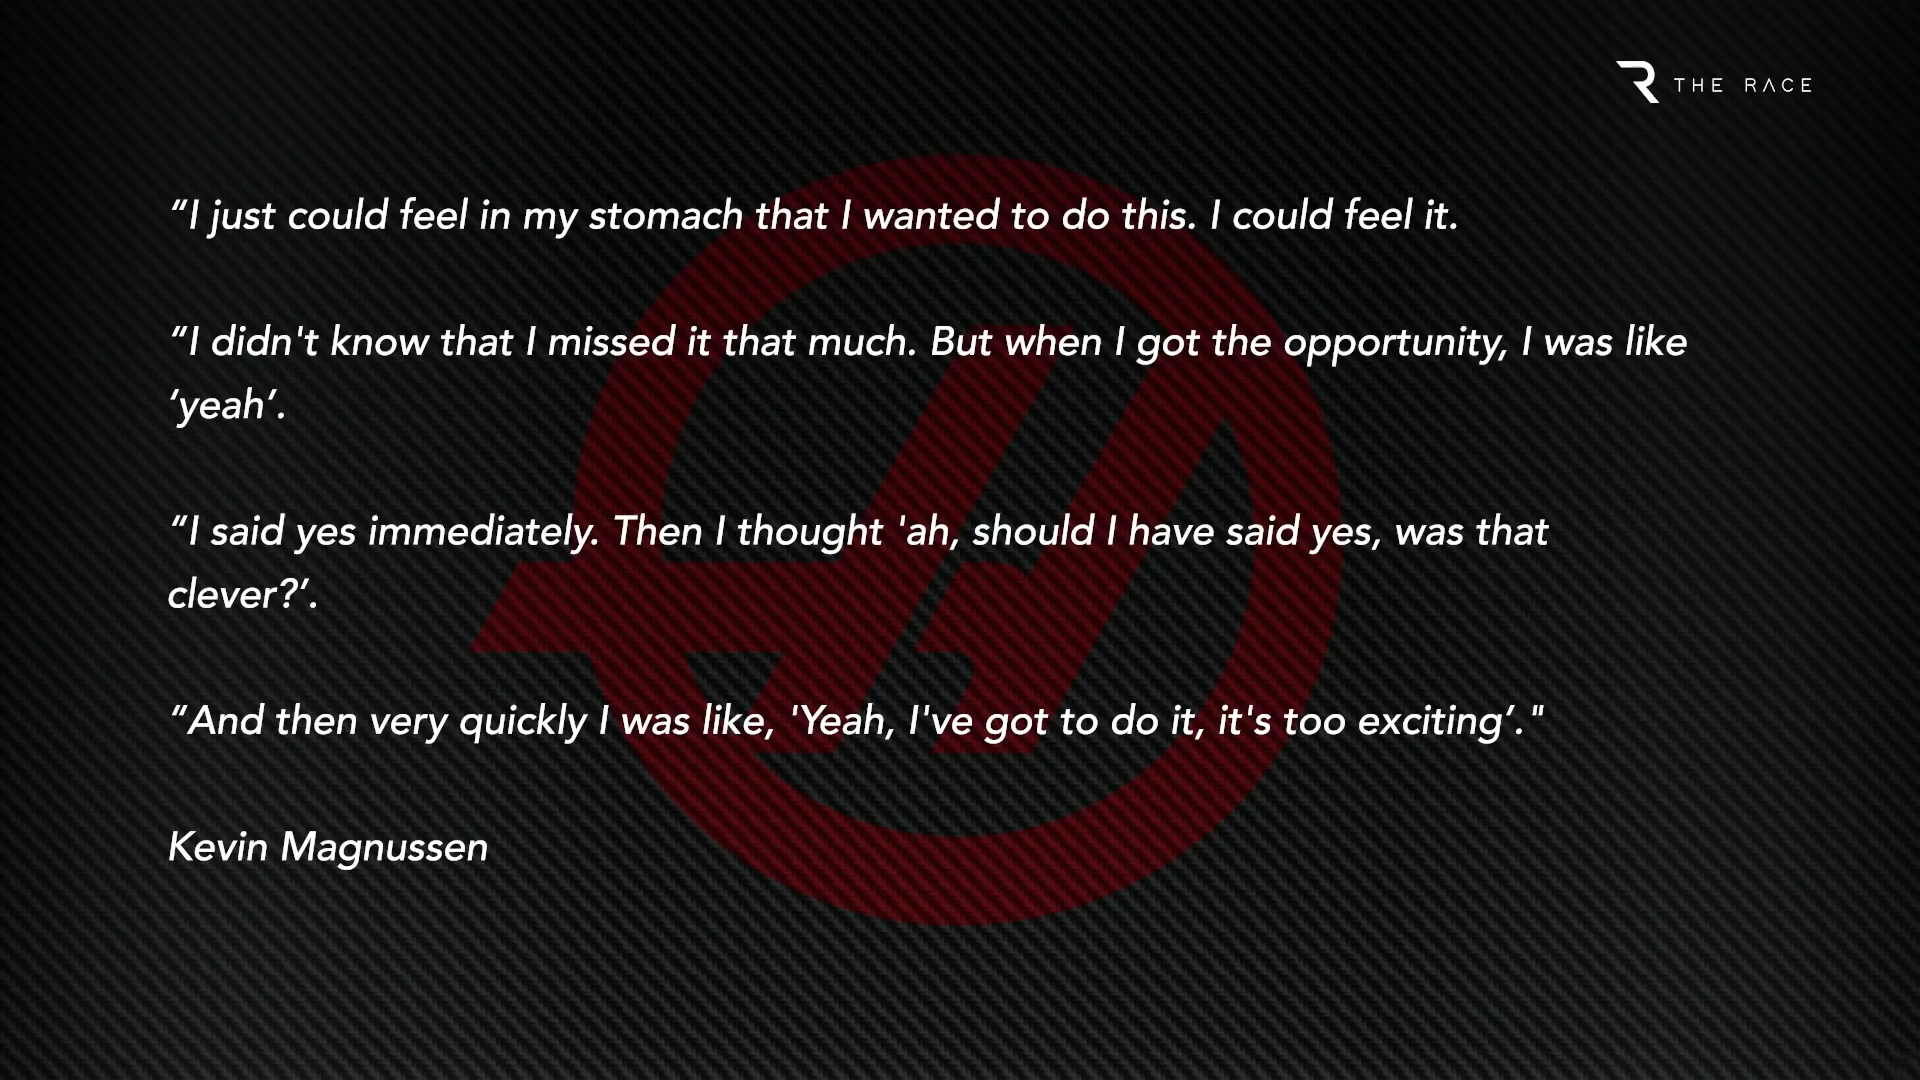 THE RACE
“I just could feel in my stomach that I wanted to do this. I could feel it.
“I didn't know that I missed it that much. But when I got the opportunity, I was like
‘yeah’.
“I said yes immediately. Then I thought 'ah, should I have said yes, was that
clever?’.
“And then very quickly I was like, 'Yeah, I've got to do it, it's too exciting’."
Kevin Magnussen